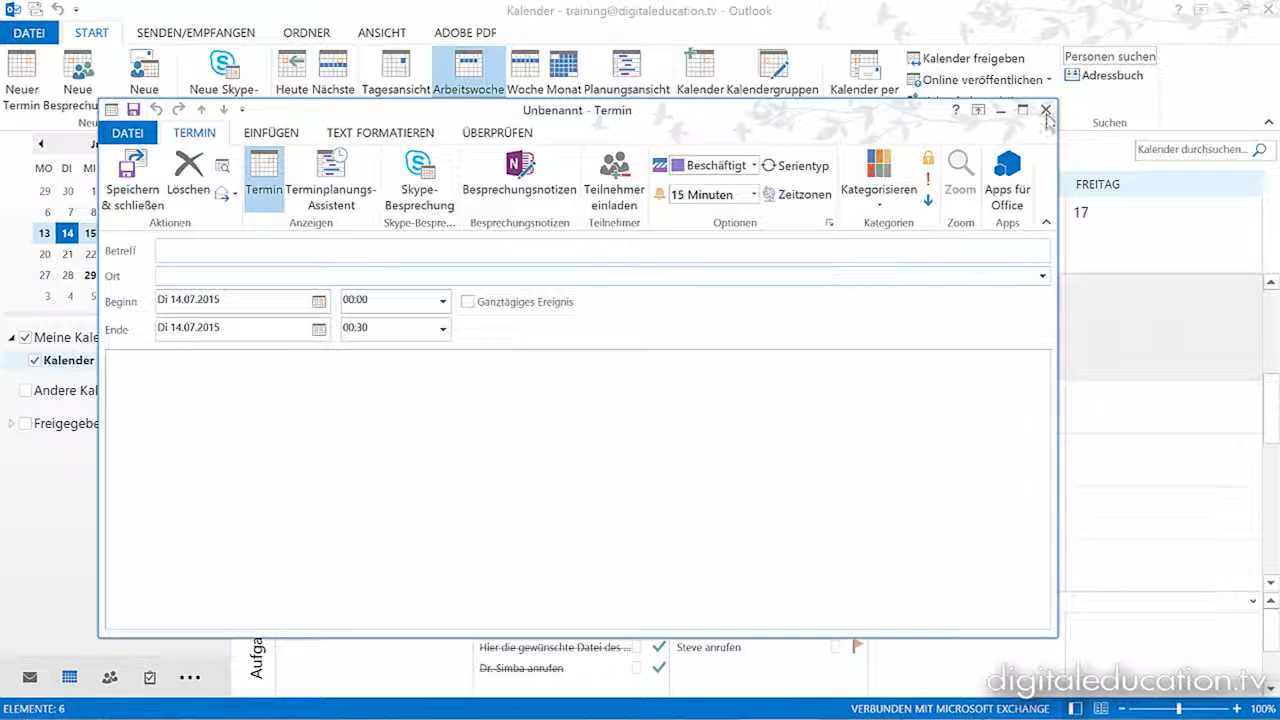 Kalender - training@digitaleducation.tv - Outlook
DATEI START SENDEN/EMPFANGEN ORDNER ANSICHT ADOBE PDF
Neuer Termin
Neue Besprechu
Neue
Neue Skype-
Heute
Nächste
Tagesansicht
Arbeitswoche
Woche
Monat
Planungsansicht
Kalender
Kalendergruppen
Kalender per
Kalender freigeben
Online veröffentlichen
Personen suchen
Adressbuch
Suchen
Unbenannt - Termin
DATEI TERMIN EINFÜGEN TEXT FORMATIEREN ÜBERPRÜFEN
Speichern
& schließen
Löschen
Aktionen
Termin
Terminplanungs-
Assistent
Anzeigen
Skype-
Besprechung
Skype-Bespre...
Besprechungsnotizen
Besprechungsnotizen
Teilnehmer
einladen
Teilnehmer
Beschäftigt
15 Minuten
Serientyp
Zeitzonen
Optionen
Kategorisieren
Kategorien
Zoom
Zoom
Apps für
Office
Apps
Betreff
Ort
Beginn Di 14.07.2015 00:00 Ganztägiges Ereignis
Ende Di 14.07.2015 00:30
MO DI MI
29 30 1
6 7 8
13 14 15
20 21 22
27 28 29
3 4 5
Meine Kale
Kalender
Andere Kal
Freigegebe
Kalender durchsuchen...
FREITAG
17
Aufga
Hier die gewünschte Datei des ...
Dr. Simba anrufen
Steve anrufen
digitaleducation.tv
ELEMENTE: 6
VERBUNDEN MIT MICROSOFT EXCHANGE
100%